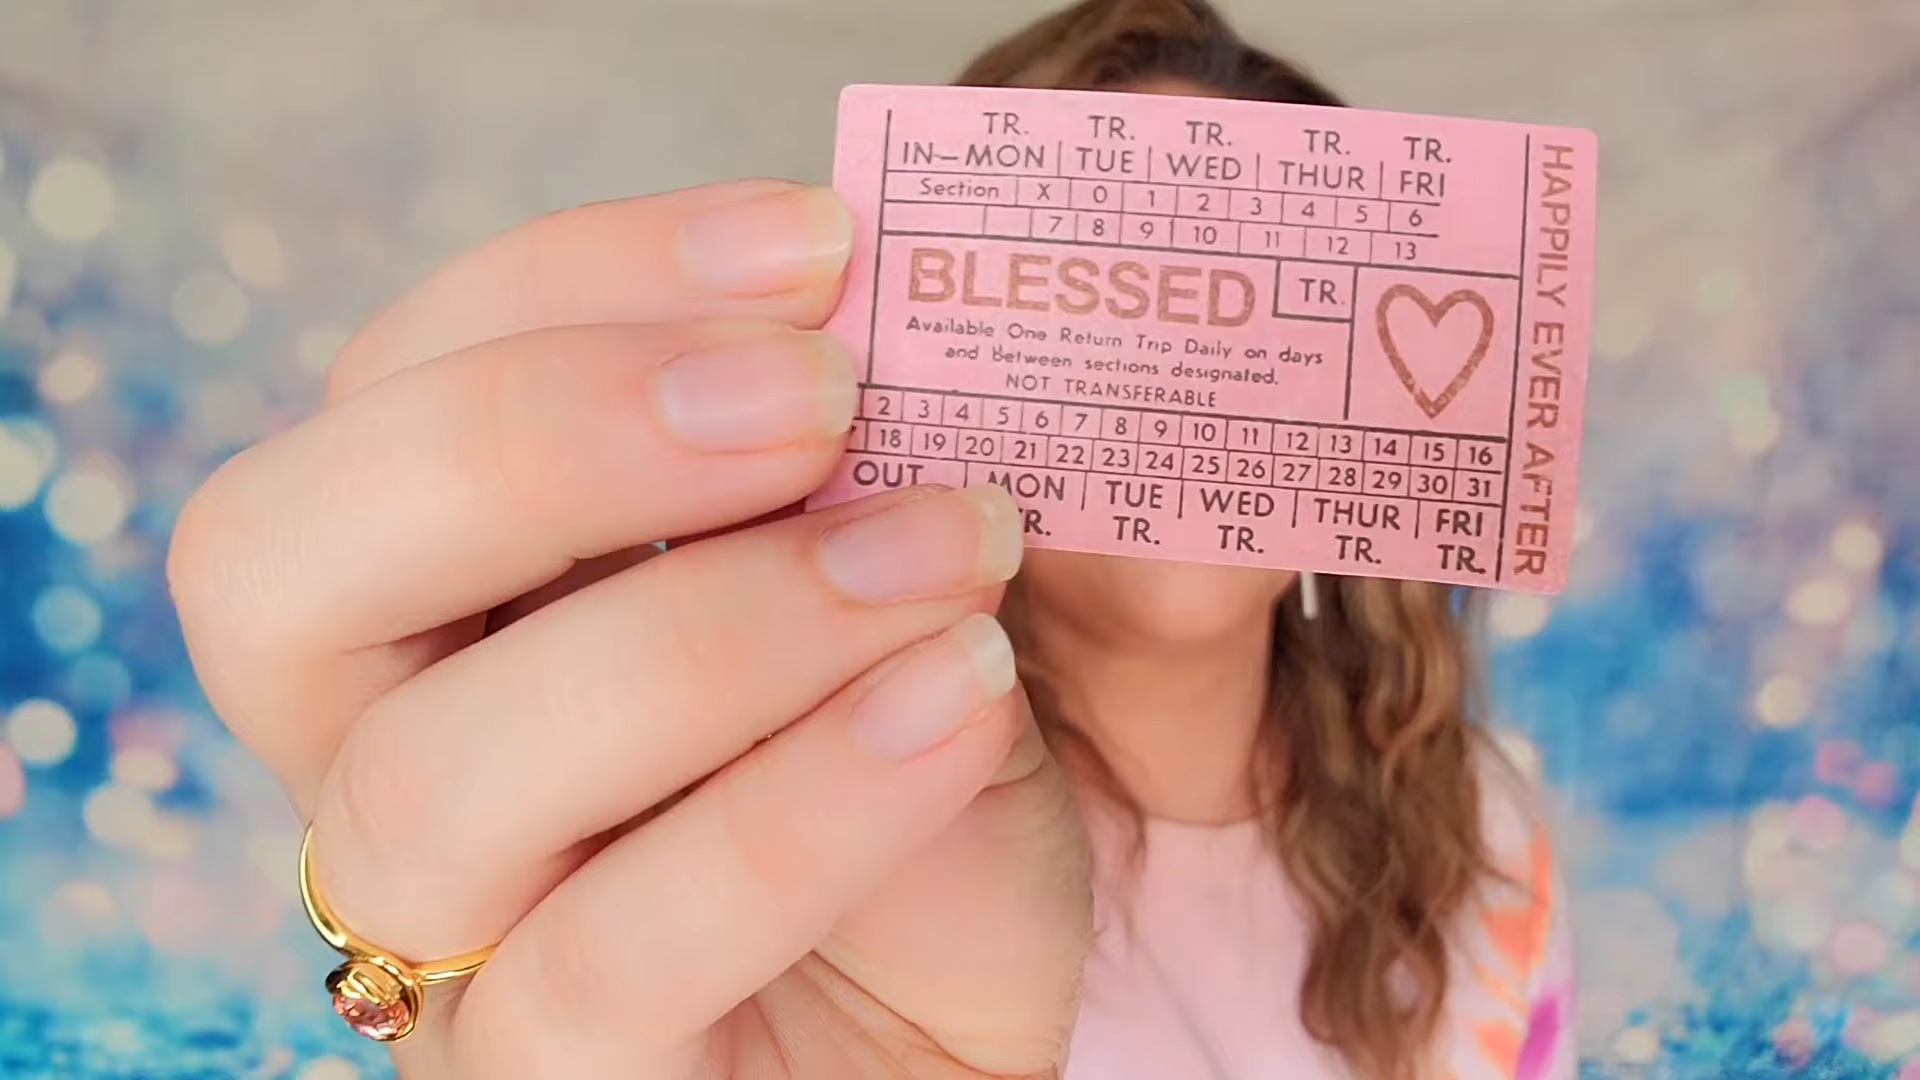 TR. TR. TR. TR. TR.
IN-MON TUE WED THUR FRI
Section X 0 1 2 3 4 5 6
7 8 9 10 11 12 13
BLESSED
TR.
Available One Return Trip Daily on days
and between sections designated.
NOT TRANSFERABLE
2 3 4 5 6 7 8 9 10 11 12 13 14 15 16
18 19 20 21 22 23 24 25 26 27 28 29 30 31
OUT MON TUE WED THUR FRI
TR. TR. TR. TR. TR.
HAPPILY EVER AFTER